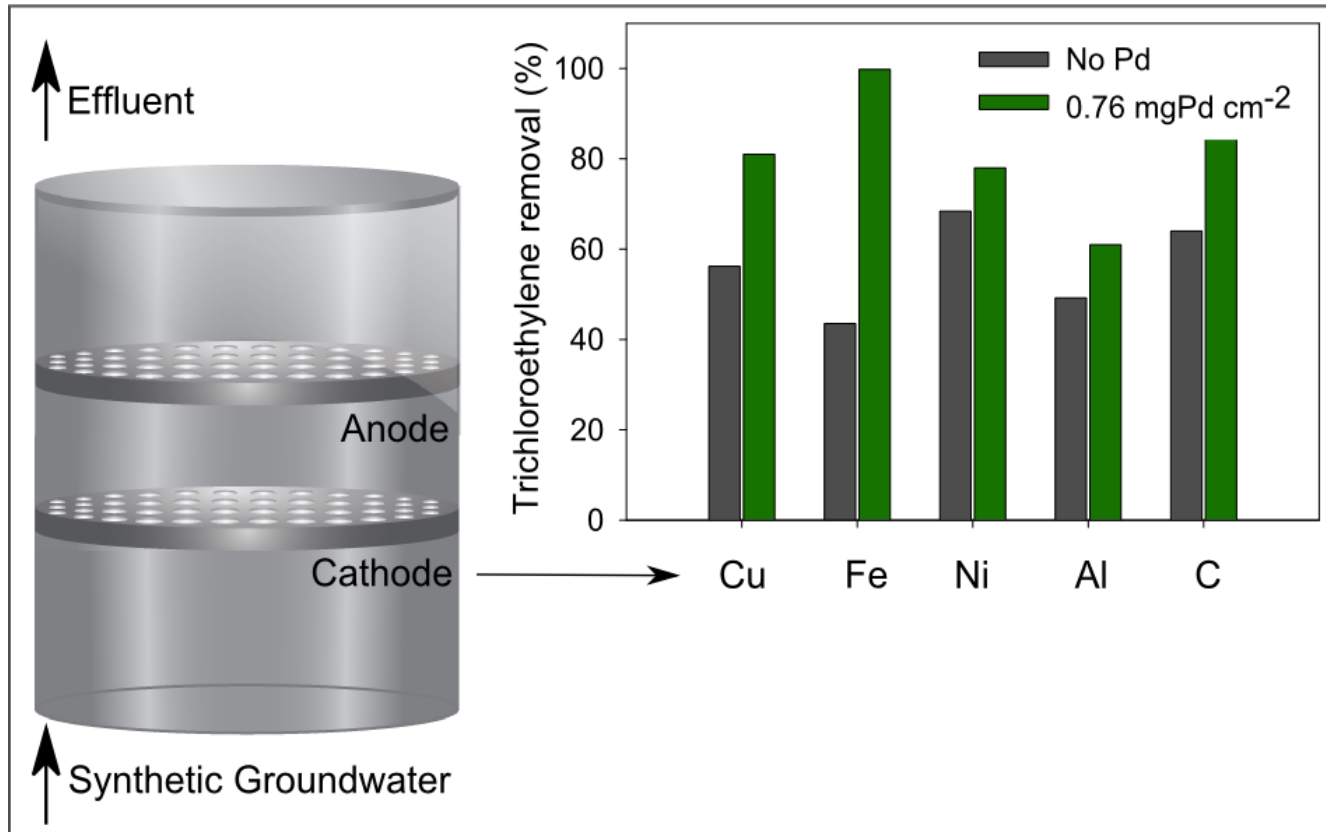 Effluent
Anode
Cathode
Synthetic Groundwater
Trichloroethylene removal (%)
100
80
60
40
20
0
No Pd
0.76 mgPd cm⁻²
Cu Fe Ni Al C